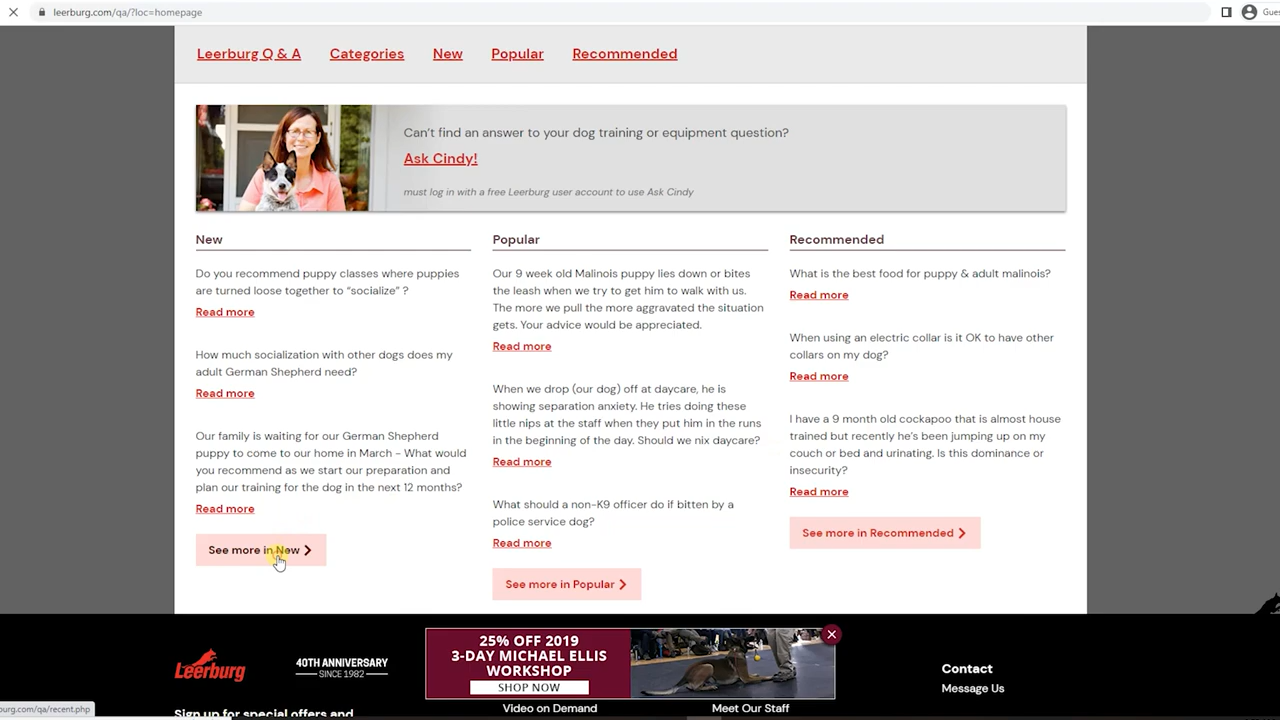 leerburg.com/qa/?loc=homepage
Leerburg Q & A
Categories
New
Popular
Recommended
Can't find an answer to your dog training or equipment question?
Ask Cindy!
must log in with a free Leerburg user account to use Ask Cindy
New
Do you recommend puppy classes where puppies
are turned loose together to “socialize” ?
Read more
How much socialization with other dogs does my
adult German Shepherd need?
Read more
Our family is waiting for our German Shepherd
puppy to come to our home in March – What would
you recommend as we start our preparation and
plan our training for the dog in the next 12 months?
Read more
See more in New
Popular
Our 9 week old Malinois puppy lies down or bites
the leash when we try to get him to walk with us.
The more we pull the more aggravated the situation
gets. Your advice would be appreciated.
Read more
When we drop (our dog) off at daycare, he is
showing separation anxiety. He tries doing these
little nips at the staff when they put him in the runs
in the beginning of the day. Should we nix daycare?
Read more
What should a non-K9 officer do if bitten by a
police service dog?
Read more
See more in Popular
Recommended
What is the best food for puppy & adult malinois?
Read more
When using an electric collar is it OK to have other
collars on my dog?
Read more
I have a 9 month old cockapoo that is almost house
trained but recently he's been jumping up on my
couch or bed and urinating. Is this dominance or
insecurity?
Read more
See more in Recommended
Leerburg
40TH ANNIVERSARY
SINCE 1982
25% OFF 2019
3-DAY MICHAEL ELLIS
WORKSHOP
SHOP NOW
Contact
Message Us
Video on Demand
Meet Our Staff
Sign up for special offers and
burg.com/qa/recent.php